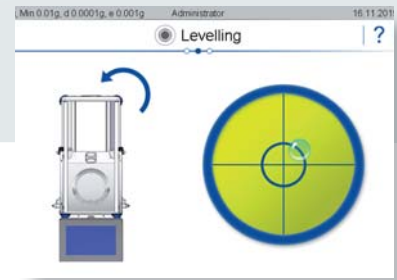 , Min 0.01g, d 0.0001g, e 0.001g Administrator 16.11.201
Levelling ?